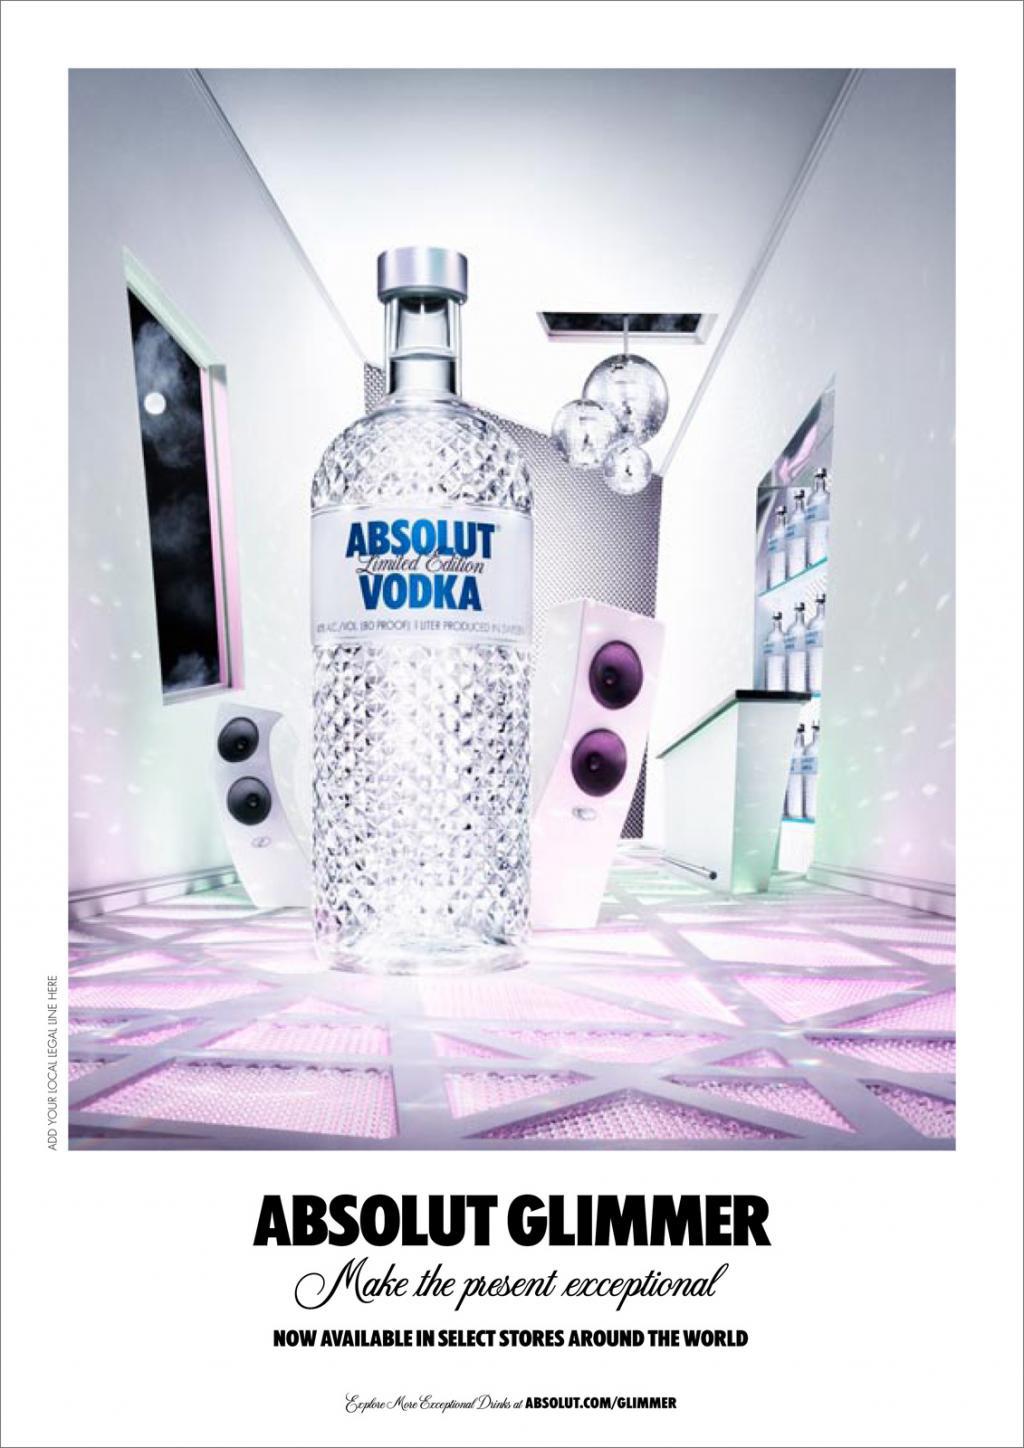 ABSOLUT
Limited Edition
VODKA
ALC./VOL. (80 PROOF) 1 LITER PRODUCED IN
ADD YOUR LOCAL LEGAL LINE HERE
ABSOLUT GLIMMER
Make the present exceptional
NOW AVAILABLE IN SELECT STORES AROUND THE WORLD
Explore More Exceptional Drinks at ABSOLUT.COM/GLIMMER